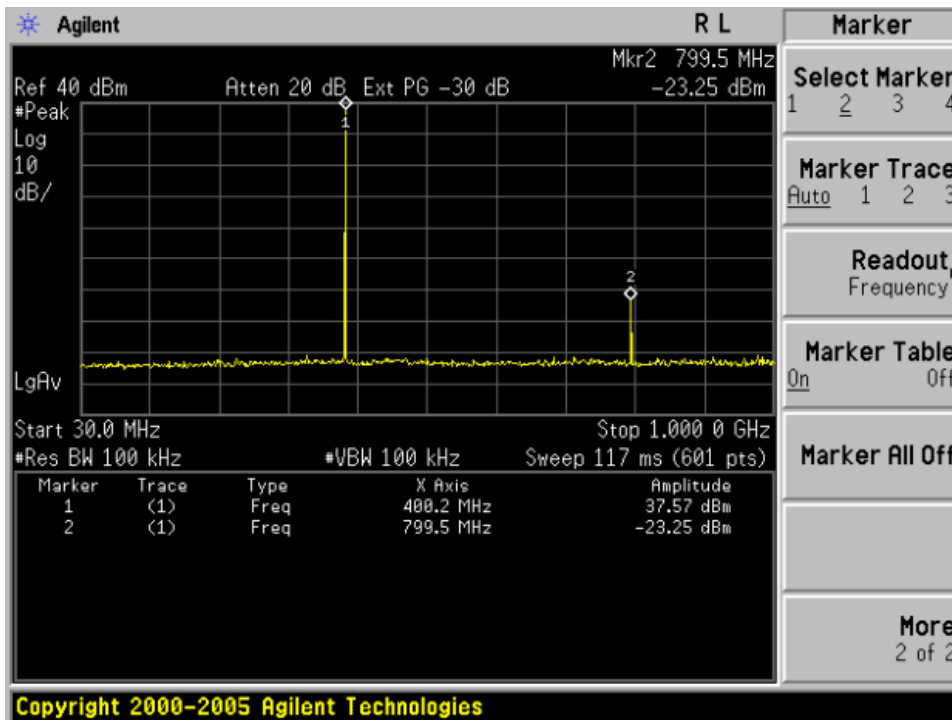 Agilent
R L
Marker
Mkr2 799.5 MHz
Ref 40 dBm Atten 20 dB Ext PG -30 dB -23.25 dBm
#Peak
Log
10
dB/
1
2
LgAv
Start 30.0 MHz Stop 1.000 0 GHz
#Res BW 100 kHz #VBW 100 kHz Sweep 117 ms (601 pts)
Marker Trace Type X Axis Amplitude
1 (1) Freq 400.2 MHz 37.57 dBm
2 (1) Freq 799.5 MHz -23.25 dBm
Select Marker
1 2 3 4
Marker Trace
Auto 1 2 3
Readout,
Frequency
Marker Table
On Off
Marker All Off
More
2 of 2
Copyright 2000-2005 Agilent Technologies